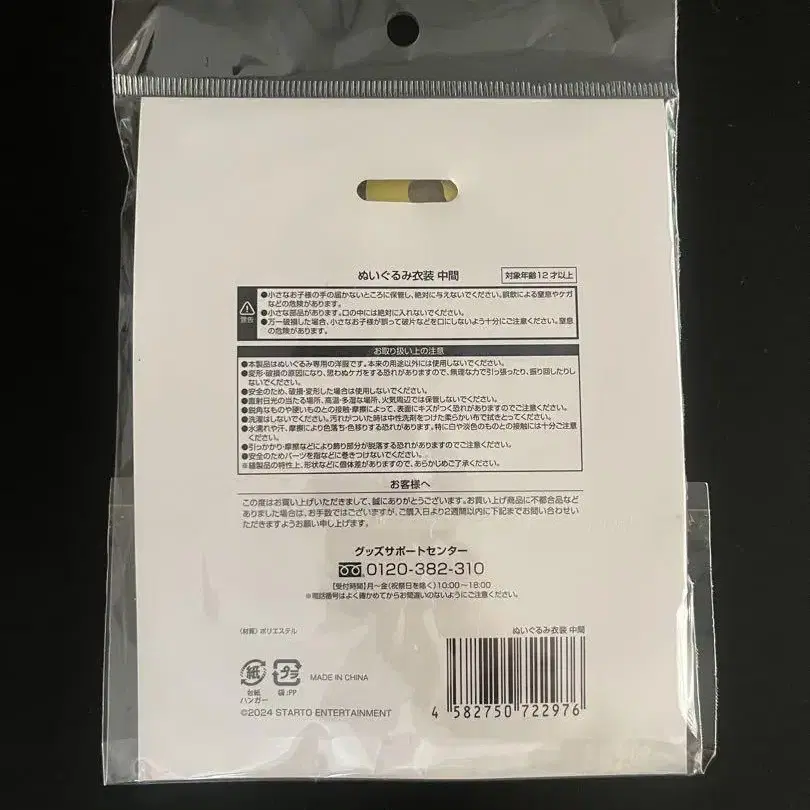 ぬいぐるみ衣装 中間
対象年齢12才以上
警告
●小さなお子様の手の届かないところに保管し、絶対に与えないでください。誤飲による窒息やケガ
などの危険があります。
●小さな部品があります。口の中には絶対に入れないでください。
●万一破損した場合、小さなお子様が誤って破片などを口にしないよう十分にご注意ください。窒息
の危険があります。
お取り扱い上の注意
●本製品はぬいぐるみ専用の洋服です。本来の用途以外には使用しないでください。
●変形・破損の原因になり、思わぬケガをする恐れがありますので、無理な力で引っ張ったり、振り回したりし
ないでください。
●安全のため、破損・変形した場合は使用しないでください。
●直射日光の当たる場所、高温・多湿な場所、火気周辺では保管しないでください。
●鋭角なものや硬いものとの接触・摩擦によって、表面にキズがつく恐れがありますのでご注意ください。
●洗濯はしないでください。汚れがついた時は中性洗剤をつけた柔らかい布で拭きとってください。
●水濡れや汗、摩擦により色落ち・色移りする恐れがあります。特に白や淡色のものとの接触には十分ご注意
ください。
●引っかかり・摩擦などにより飾り部分が脱落する恐れがありますのでご注意ください。
●安全のためパーツを指などに巻きつけないでください。
※縫製品の特性上、形状などに個体差がありますので、あらかじめご了承ください。
お客様へ
この度はお買い上げいただきまして、誠にありがとうございます。お買い上げ商品に不都合品など
ありました場合は、お手数ではございますが、ご購入日より2週間以内に下記までお問い合わせい
ただきますようお願い申し上げます。
グッズサポートセンター
0120-382-310
【受付時間】月~金(祝祭日を除く)10:00~18:00
※電話番号はよく確かめてからお間違いのないようにご注意ください。
〈材質〉ポリエステル
ぬいぐるみ衣装 中間
紙
プラ
台紙
ハンガー
袋:PP
MADE IN CHINA
©2024 STARTO ENTERTAINMENT
4 582750 722976